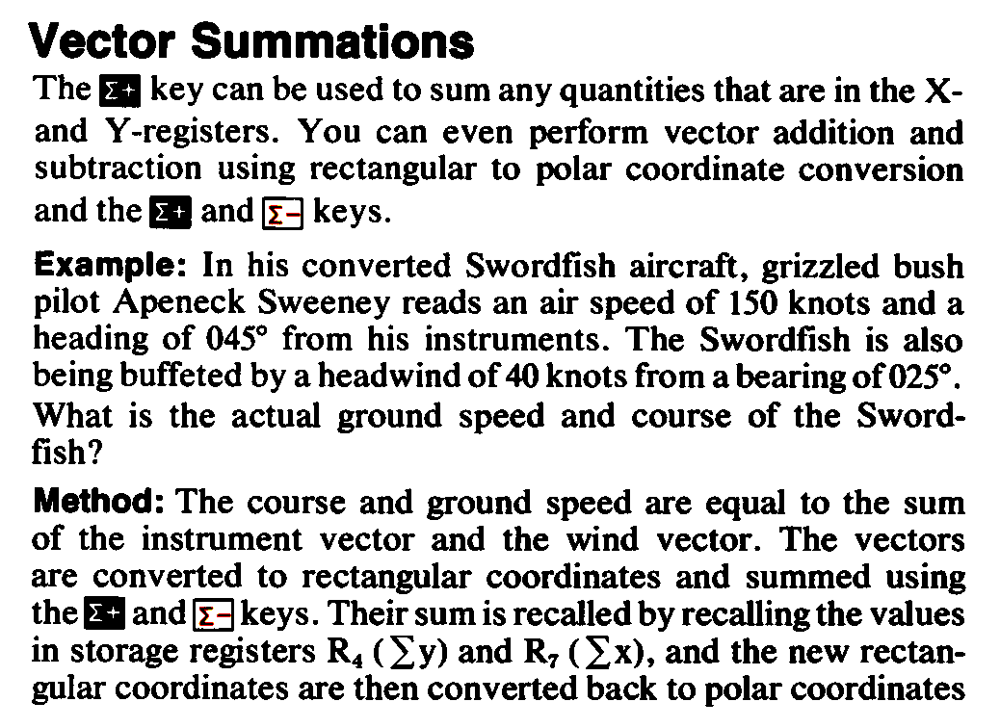 Vector Summations
The Σ+ key can be used to sum any quantities that are in the X-
and Y-registers. You can even perform vector addition and
subtraction using rectangular to polar coordinate conversion
and the Σ+ and Σ- keys.
Example: In his converted Swordfish aircraft, grizzled bush
pilot Apeneck Sweeney reads an air speed of 150 knots and a
heading of 045° from his instruments. The Swordfish is also
being buffeted by a headwind of 40 knots from a bearing of 025°.
What is the actual ground speed and course of the Sword-
fish?
Method: The course and ground speed are equal to the sum
of the instrument vector and the wind vector. The vectors
are converted to rectangular coordinates and summed using
the Σ+ and Σ- keys. Their sum is recalled by recalling the values
in storage registers R₄ (∑y) and R₇ (∑x), and the new rectan-
gular coordinates are then converted back to polar coordinates